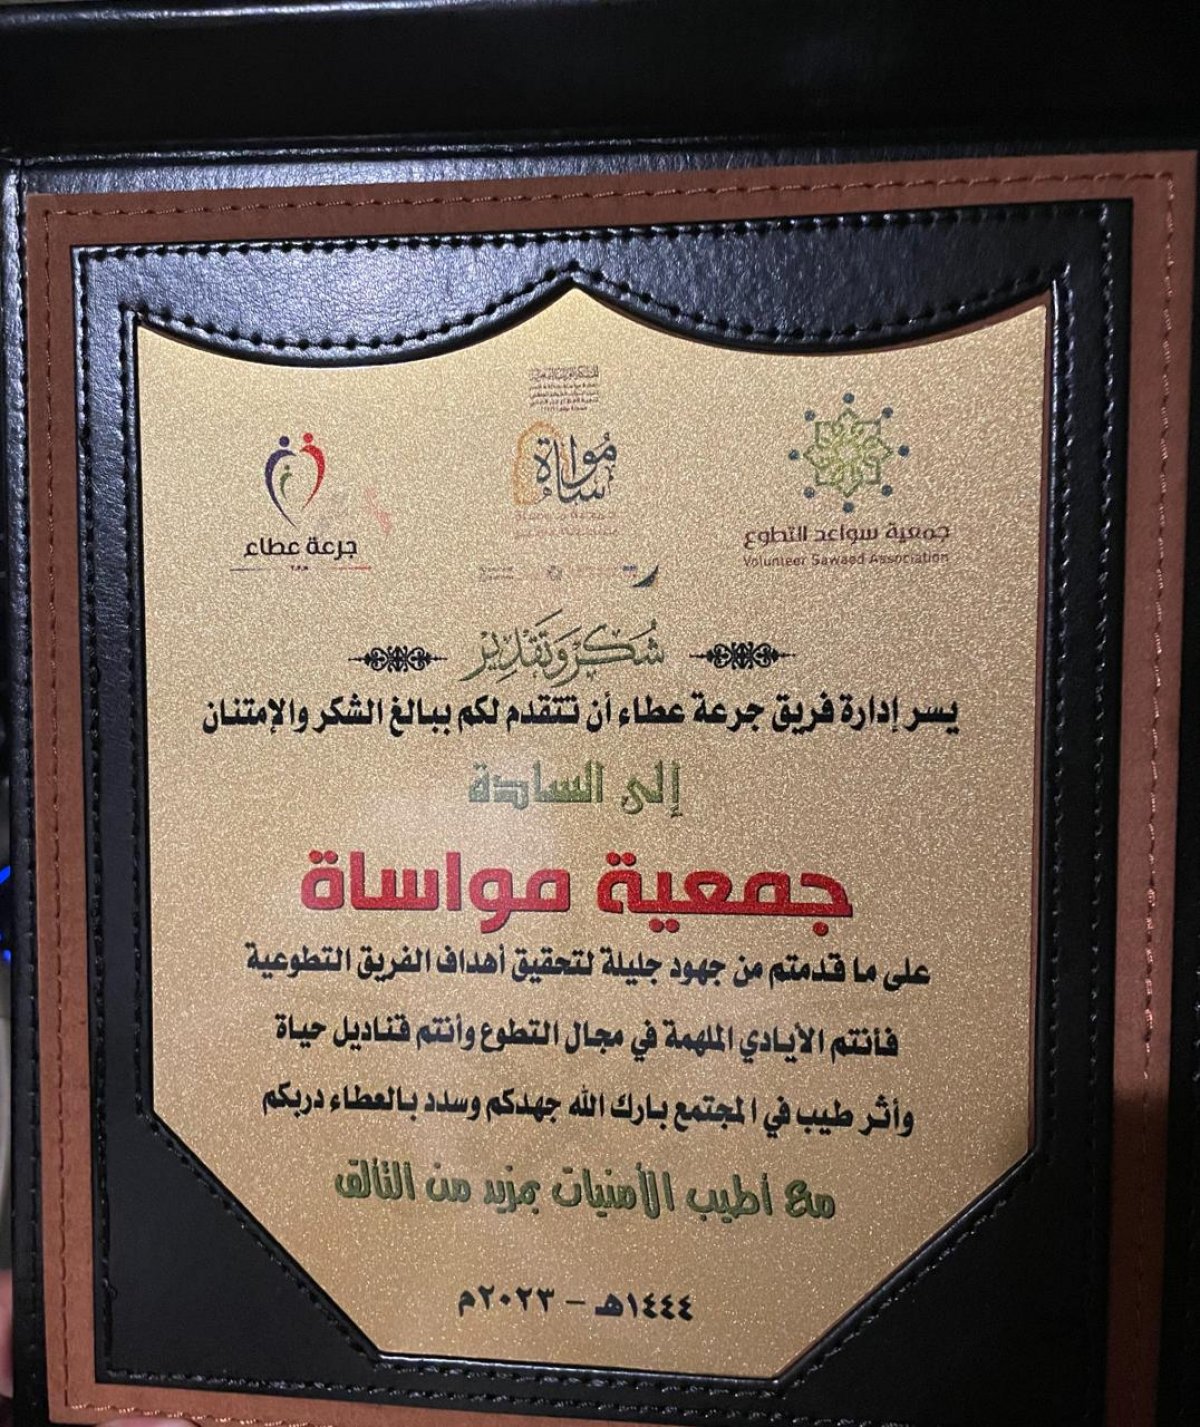 جمعية سواعد التطوع
Volunteer Sawaed Association
مواساة
جرعة عطاء
شكر وتقدير
يسر إدارة فريق جرعة عطاء أن تتقدم لكم ببالغ الشكر والإمتنان
إلى السادة
جمعية مواساة
على ما قدمتم من جهود جليلة لتحقيق أهداف الفريق التطوعية
فأنتم الأيادي الملهمة في مجال التطوع وأنتم قناديل حياة
وأثر طيب في المجتمع بارك الله جهدكم وسدد بالعطاء دربكم
مع أطيب الأمنيات بمزيد من التألق
١٤٤٤هـ – ٢٠٢٣م